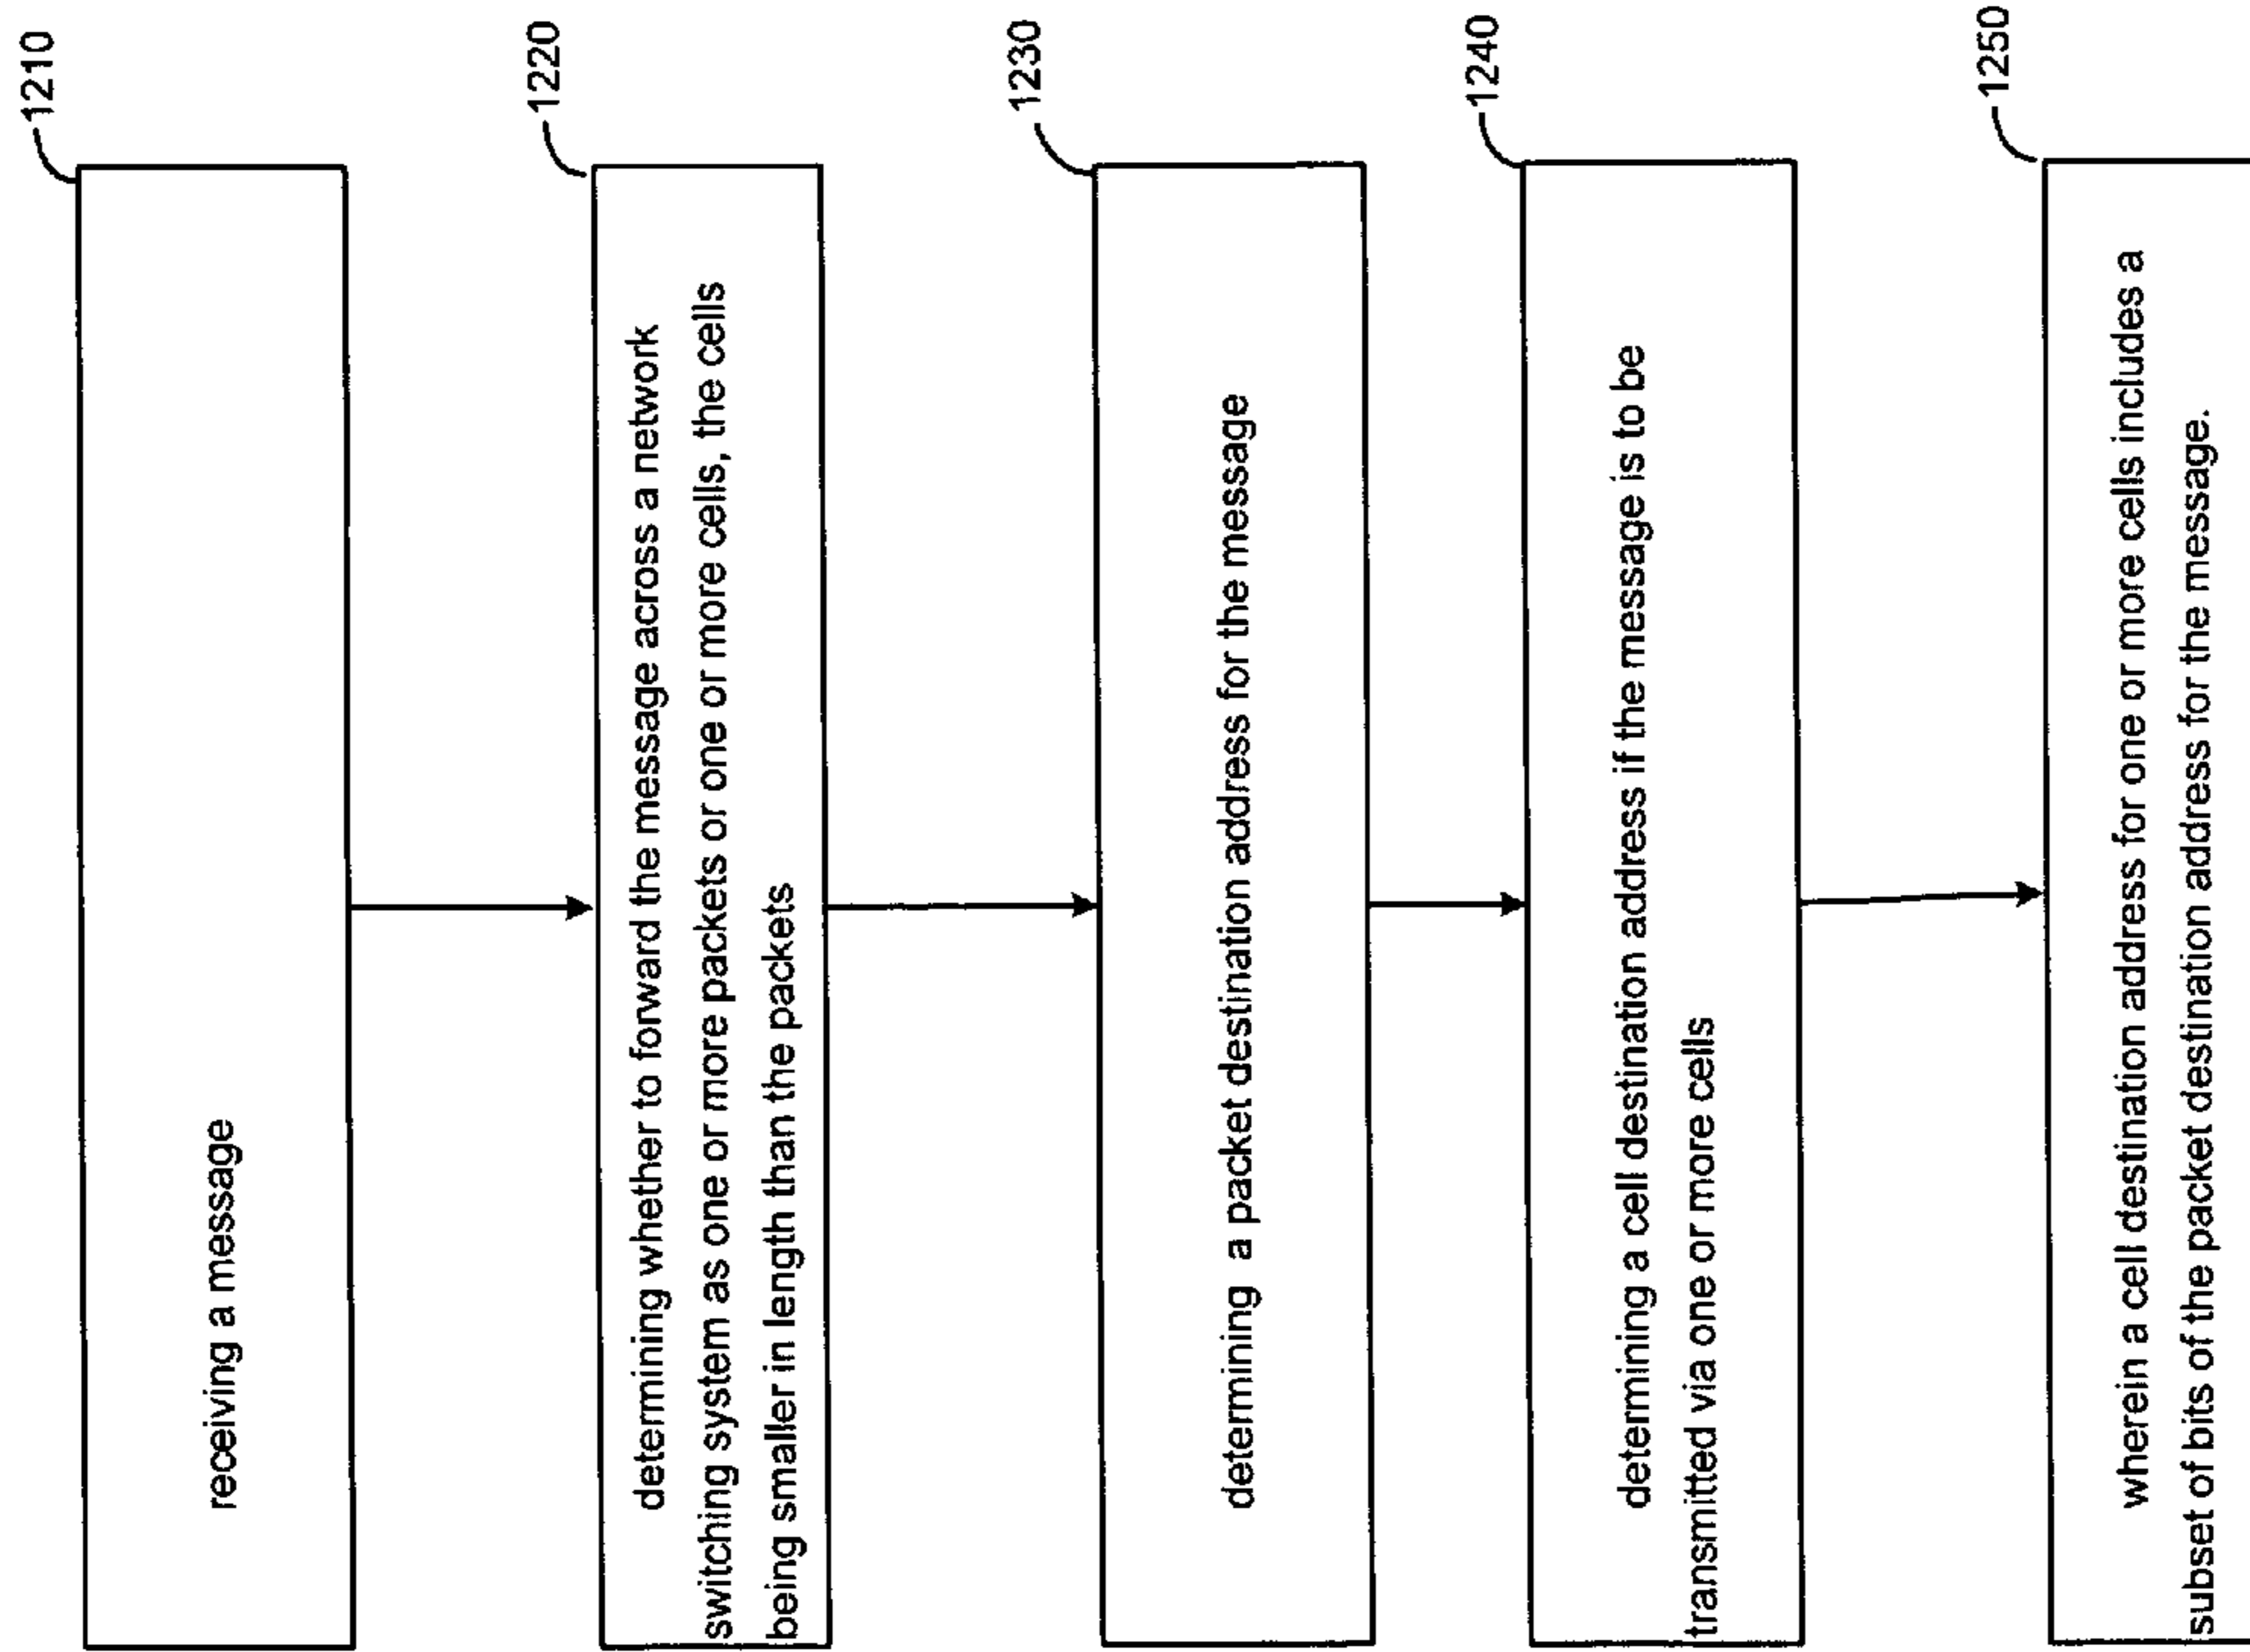 1210
receiving a message
1220
determining whether to forward the message across a network
switching system as one or more packets or one or more cells, the cells
being smaller in length than the packets
1230
determining a packet destination address for the message
1240
determining a cell destination address if the message is to be
transmitted via one or more cells
1250
wherein a cell destination address for one or more cells includes a
subset of bits of the packet destination address for the message.